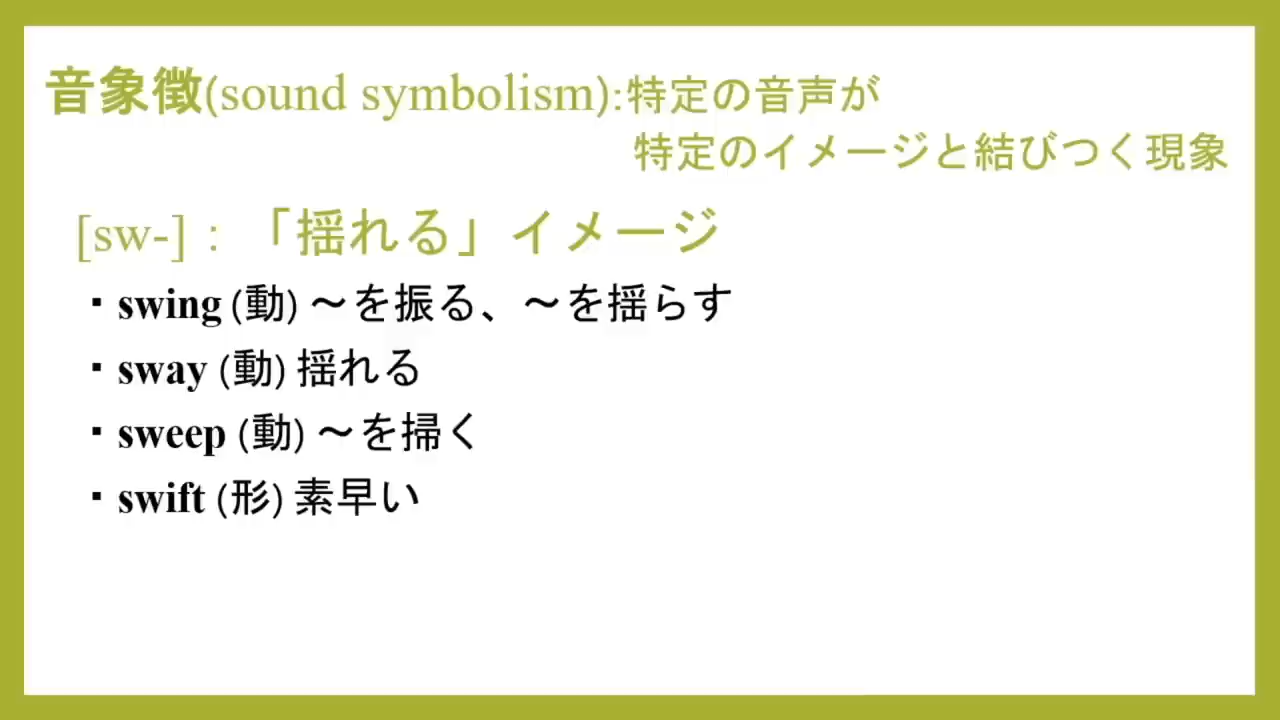 音象徴(sound symbolism):特定の音声が
特定のイメージと結びつく現象
[sw-]：「揺れる」イメージ
・swing (動) ～を振る、～を揺らす
・sway (動) 揺れる
・sweep (動) ～を掃く
・swift (形) 素早い